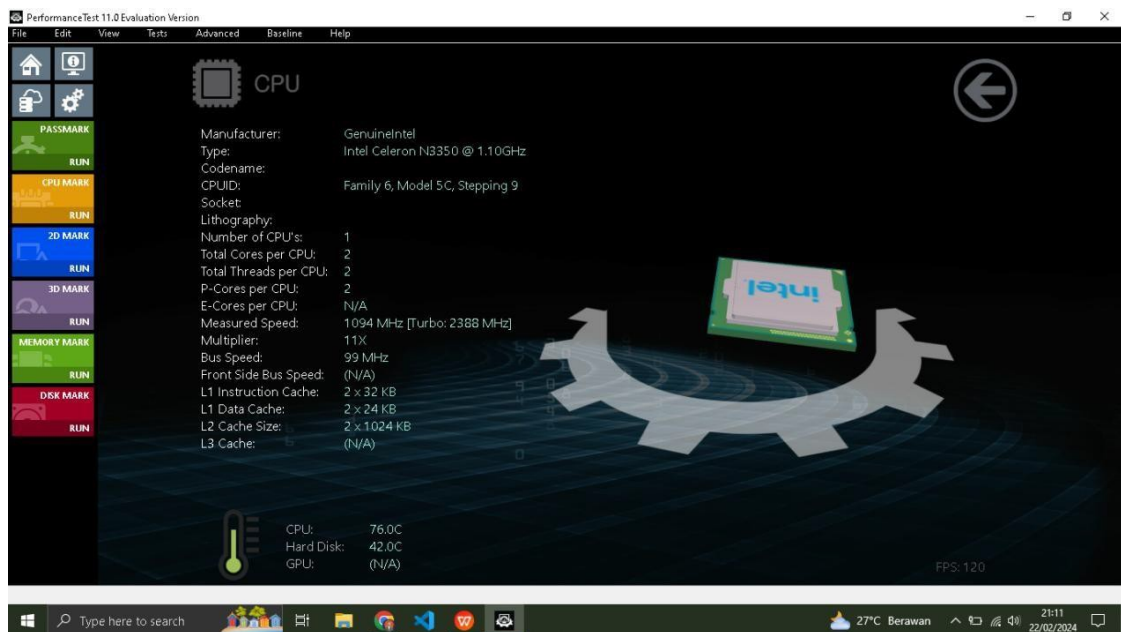 PerformanceTest 11.0 Evaluation Version
File Edit View Tests Advanced Baseline Help
CPU
PASSMARK
RUN
CPU MARK
RUN
2D MARK
RUN
3D MARK
RUN
MEMORY MARK
RUN
DISK MARK
RUN
Manufacturer: GenuineIntel
Type: Intel Celeron N3350 @ 1.10GHz
Codename:
CPUID: Family 6, Model 5C, Stepping 9
Socket:
Lithography:
Number of CPU's: 1
Total Cores per CPU: 2
Total Threads per CPU: 2
P-Cores per CPU: 2
E-Cores per CPU: N/A
Measured Speed: 1094 MHz [Turbo: 2388 MHz]
Multiplier: 11X
Bus Speed: 99 MHz
Front Side Bus Speed: (N/A)
L1 Instruction Cache: 2 x 32 KB
L1 Data Cache: 2 x 24 KB
L2 Cache Size: 2 x 1024 KB
L3 Cache: (N/A)
intel
CPU: 76.0C
Hard Disk: 42.0C
GPU: (N/A)
FPS: 120
Type here to search
27°C Berawan
21:11
22/02/2024